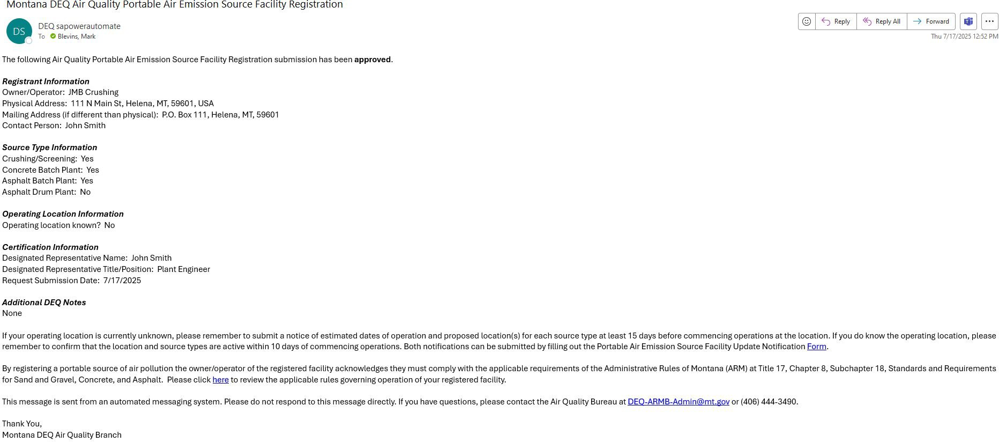 Montana DEQ Air Quality Portable Air Emission Source Facility Registration
DS
DEQ sapowerautomate
To Blevins, Mark
Reply
Reply All
Forward
Thu 7/17/2025 12:52 PM
The following Air Quality Portable Air Emission Source Facility Registration submission has been approved.
Registrant Information
Owner/Operator: JMB Crushing
Physical Address: 111 N Main St, Helena, MT, 59601, USA
Mailing Address (if different than physical): P.O. Box 111, Helena, MT, 59601
Contact Person: John Smith
Source Type Information
Crushing/Screening: Yes
Concrete Batch Plant: Yes
Asphalt Batch Plant: Yes
Asphalt Drum Plant: No
Operating Location Information
Operating location known? No
Certification Information
Designated Representative Name: John Smith
Designated Representative Title/Position: Plant Engineer
Request Submission Date: 7/17/2025
Additional DEQ Notes
None
If your operating location is currently unknown, please remember to submit a notice of estimated dates of operation and proposed location(s) for each source type at least 15 days before commencing operations at the location. If you do know the operating location, please
remember to confirm that the location and source types are active within 10 days of commencing operations. Both notifications can be submitted by filling out the Portable Air Emission Source Facility Update Notification Form.
By registering a portable source of air pollution the owner/operator of the registered facility acknowledges they must comply with the applicable requirements of the Administrative Rules of Montana (ARM) at Title 17, Chapter 8, Subchapter 18, Standards and Requirements
for Sand and Gravel, Concrete, and Asphalt. Please click here to review the applicable rules governing operation of your registered facility.
This message is sent from an automated messaging system. Please do not respond to this message directly. If you have questions, please contact the Air Quality Bureau at DEQ-ARMB-Admin@mt.gov or (406) 444-3490.
Thank You,
Montana DEQ Air Quality Branch